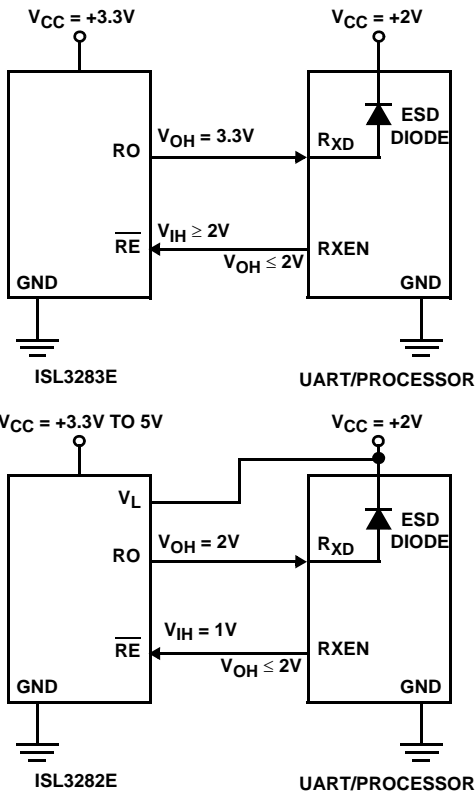 VCC = +3.3V
VCC = +2V
ESD
DIODE
RO
VOH = 3.3V
RXD
RE
VIH ≥ 2V
VOH ≤ 2V
RXEN
GND
GND
ISL3283E
UART/PROCESSOR
VCC = +3.3V TO 5V
VCC = +2V
VL
ESD
DIODE
RO
VOH = 2V
RXD
RE
VIH = 1V
VOH ≤ 2V
RXEN
GND
GND
ISL3282E
UART/PROCESSOR